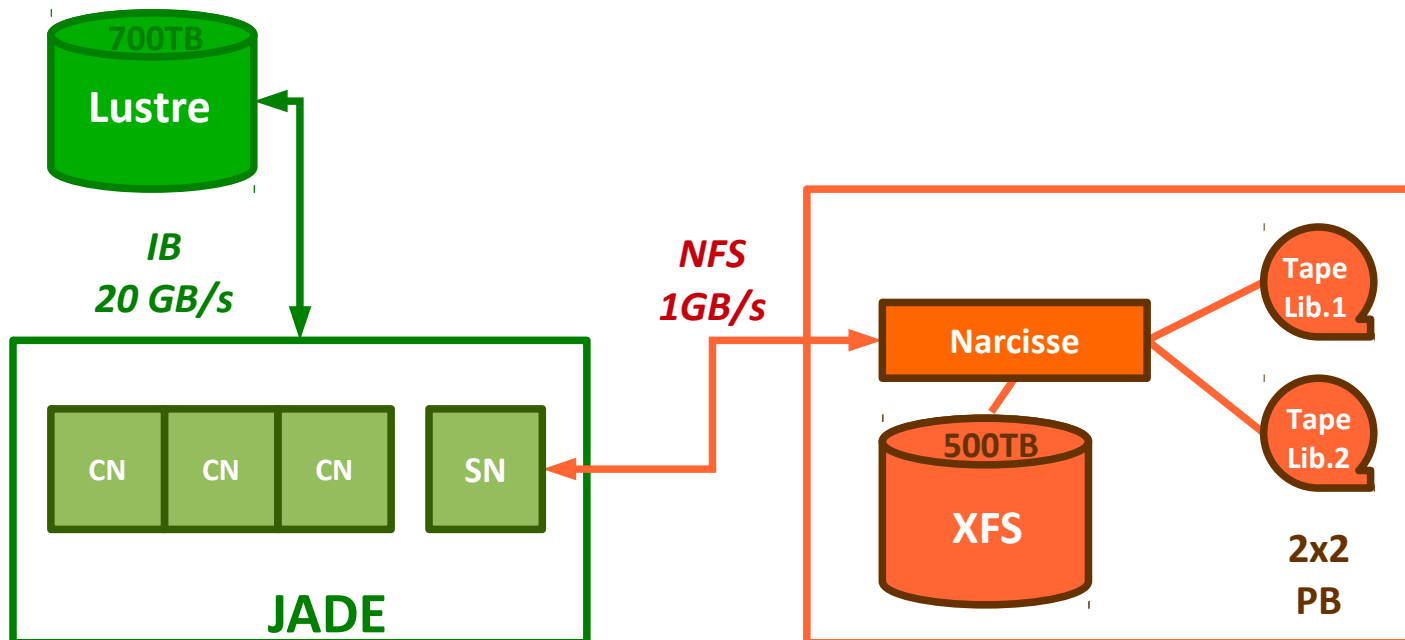 700TB
Lustre
IB
20 GB/s
NFS
1GB/s
Tape
Lib.1
Narcisse
Tape
Lib.2
500TB
XFS
2x2
PB
CN
CN
CN
SN
JADE